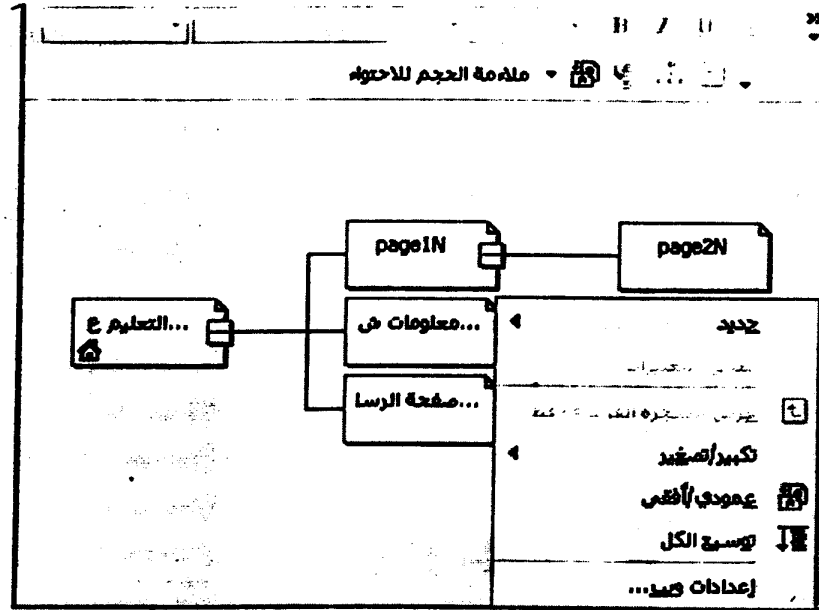 B I U
ملاءمة الحجم للاحتواء
page1N
page2N
التعليم ع...
معلومات ش...
صفحة الرسا...
جديد
تكبير/تصغير
عمودي/أفقي
توسيع الكل
إعدادات ويب...